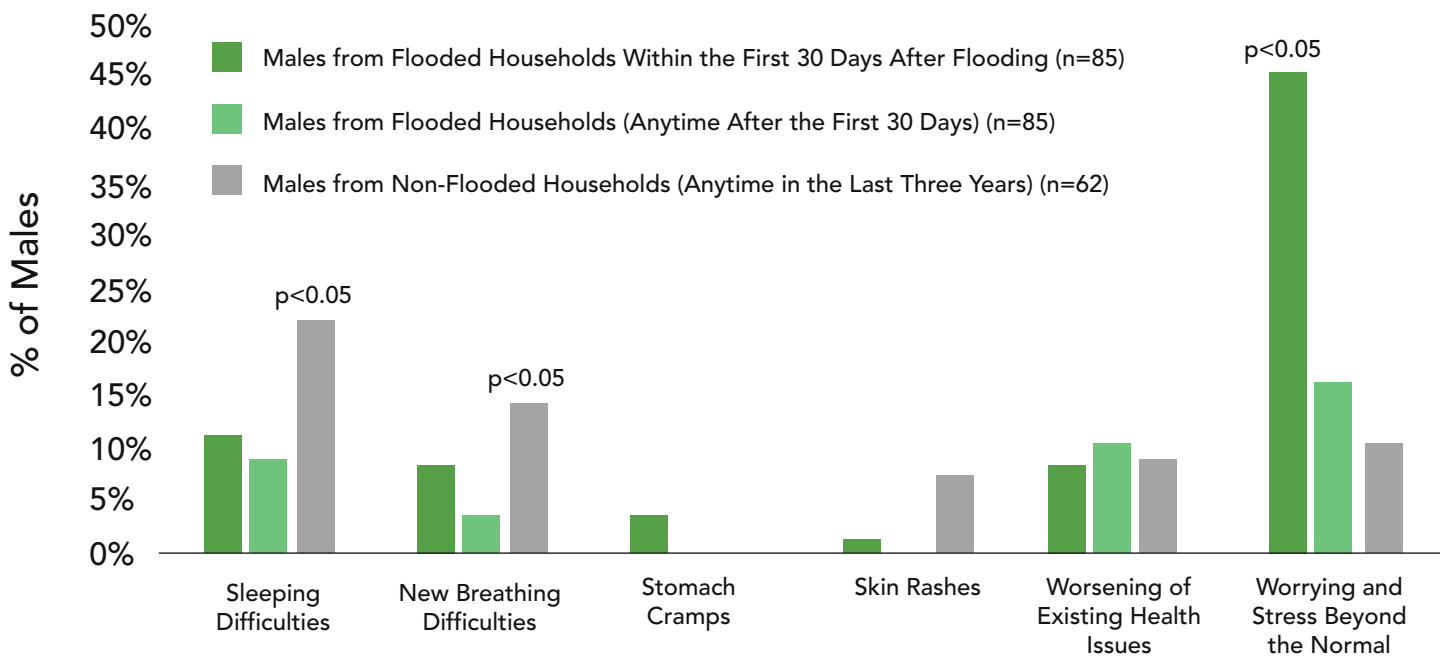 50%
45%
40%
35%
30%
25%
20%
15%
10%
5%
0%
% of Males
Males from Flooded Households Within the First 30 Days After Flooding (n=85)
Males from Flooded Households (Anytime After the First 30 Days) (n=85)
Males from Non-Flooded Households (Anytime in the Last Three Years) (n=62)
p<0.05
p<0.05
p<0.05
Sleeping
Difficulties
New Breathing
Difficulties
Stomach
Cramps
Skin Rashes
Worsening of
Existing Health
Issues
Worrying and
Stress Beyond
the Normal